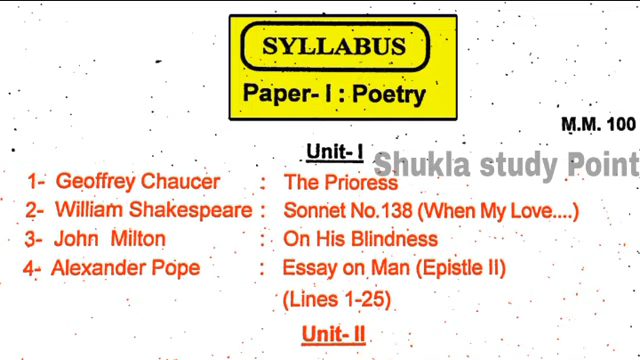 SYLLABUS
Paper- I : Poetry
M.M. 100
Unit- I
Shukla study Point
1- Geoffrey Chaucer : The Prioress
2- William Shakespeare : Sonnet No.138 (When My Love....)
3- John Milton : On His Blindness
4- Alexander Pope : Essay on Man (Epistle II)
(Lines 1-25)
Unit- II